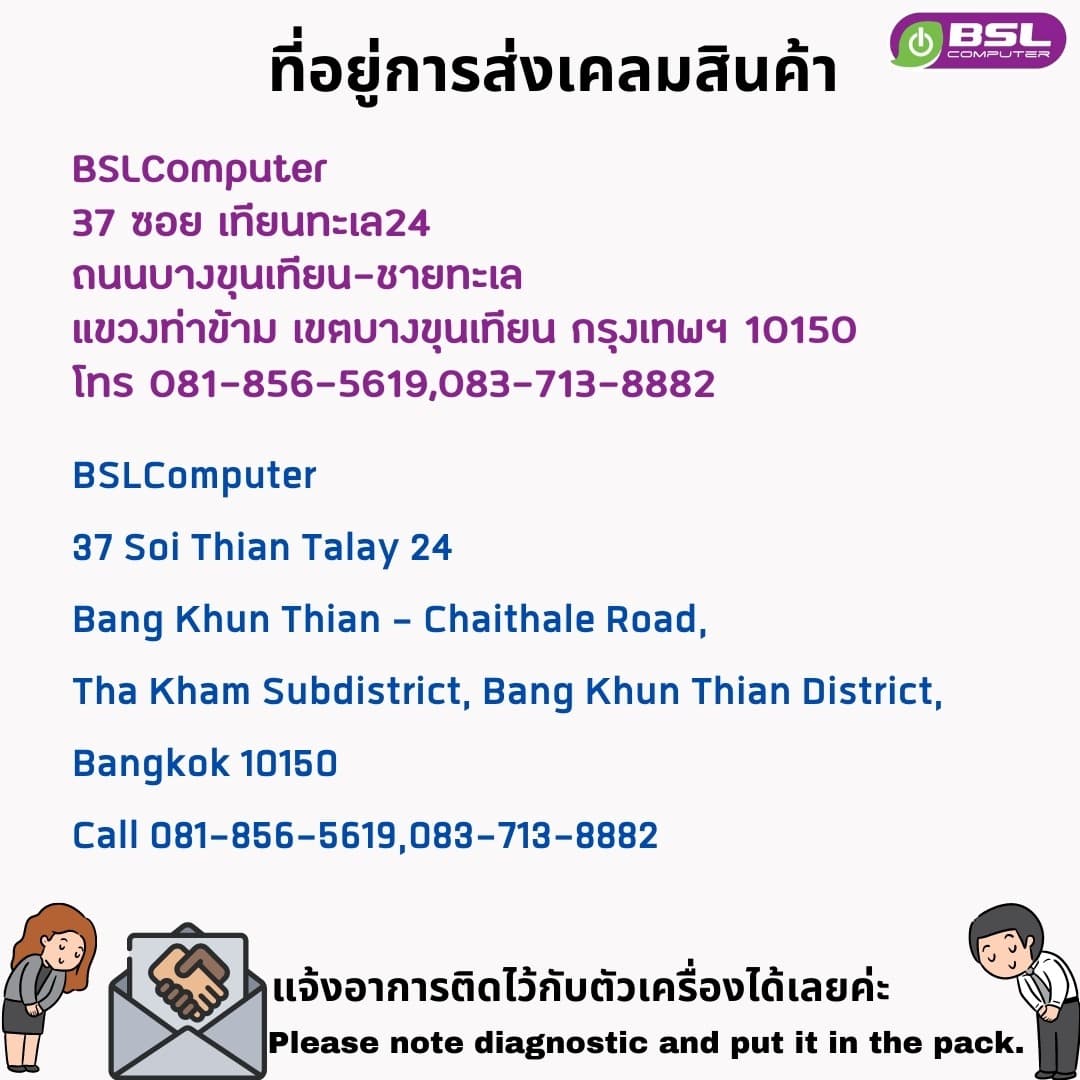 BSL
COMPUTER
ที่อยู่การส่งเคลมสินค้า
BSLComputer
37 ซอย เทียนทะเล24
ถนนบางขุนเทียน-ชายทะเล
แขวงท่าข้าม เขตบางขุนเทียน กรุงเทพฯ 10150
โทร 081-856-5619,083-713-8882
BSLComputer
37 Soi Thian Talay 24
Bang Khun Thian - Chaithale Road,
Tha Kham Subdistrict, Bang Khun Thian District,
Bangkok 10150
Call 081-856-5619,083-713-8882
แจ้งอาการติดไว้กับตัวเครื่องได้เลยค่ะ
Please note diagnostic and put it in the pack.